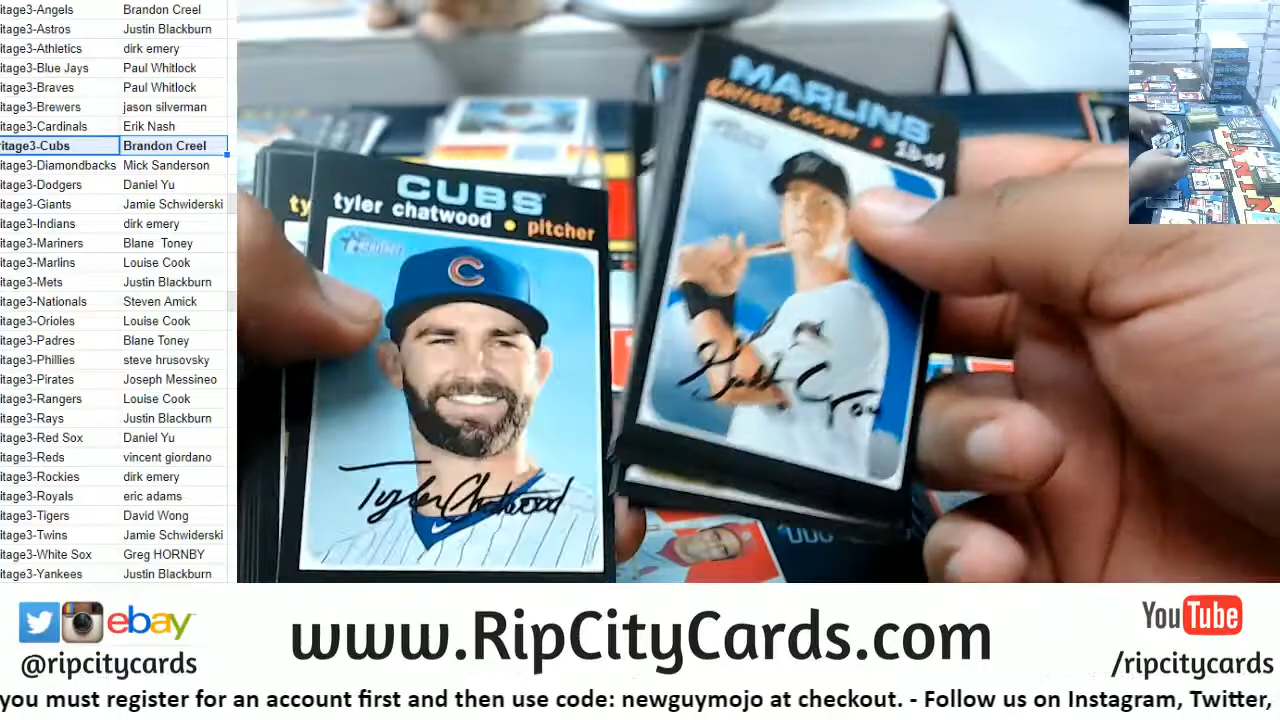 itage3-Angels Brandon Creel
itage3-Astros Justin Blackburn
itage3-Athletics dirk emery
itage3-Blue Jays Paul Whitlock
itage3-Braves Paul Whitlock
itage3-Brewers jason silverman
itage3-Cardinals Erik Nash
ritage3-Cubs Brandon Creel
itage3-Diamondbacks Mick Sanderson
itage3-Dodgers Daniel Yu
itage3-Giants Jamie Schwiderski
itage3-Indians dirk emery
itage3-Mariners Blane Toney
itage3-Marlins Louise Cook
itage3-Mets Justin Blackburn
itage3-Nationals Steven Amick
itage3-Orioles Louise Cook
itage3-Padres Blane Toney
itage3-Phillies steve hrusovsky
itage3-Pirates Joseph Messineo
itage3-Rangers Louise Cook
itage3-Rays Justin Blackburn
itage3-Red Sox Daniel Yu
itage3-Reds vincent giordano
itage3-Rockies dirk emery
itage3-Royals eric adams
itage3-Tigers David Wong
itage3-Twins Jamie Schwiderski
itage3-White Sox Greg HORNBY
itage3-Yankees Justin Blackburn
ty
CUBS
tyler chatwood • pitcher
Heritage
Tyler Chatwood
MARLINS
garrett cooper • 1b-of
Heritage
ebay
@ripcitycards
www.RipCityCards.com
YouTube
/ripcitycards
you must register for an account first and then use code: newguymojo at checkout. - Follow us on Instagram, Twitter,